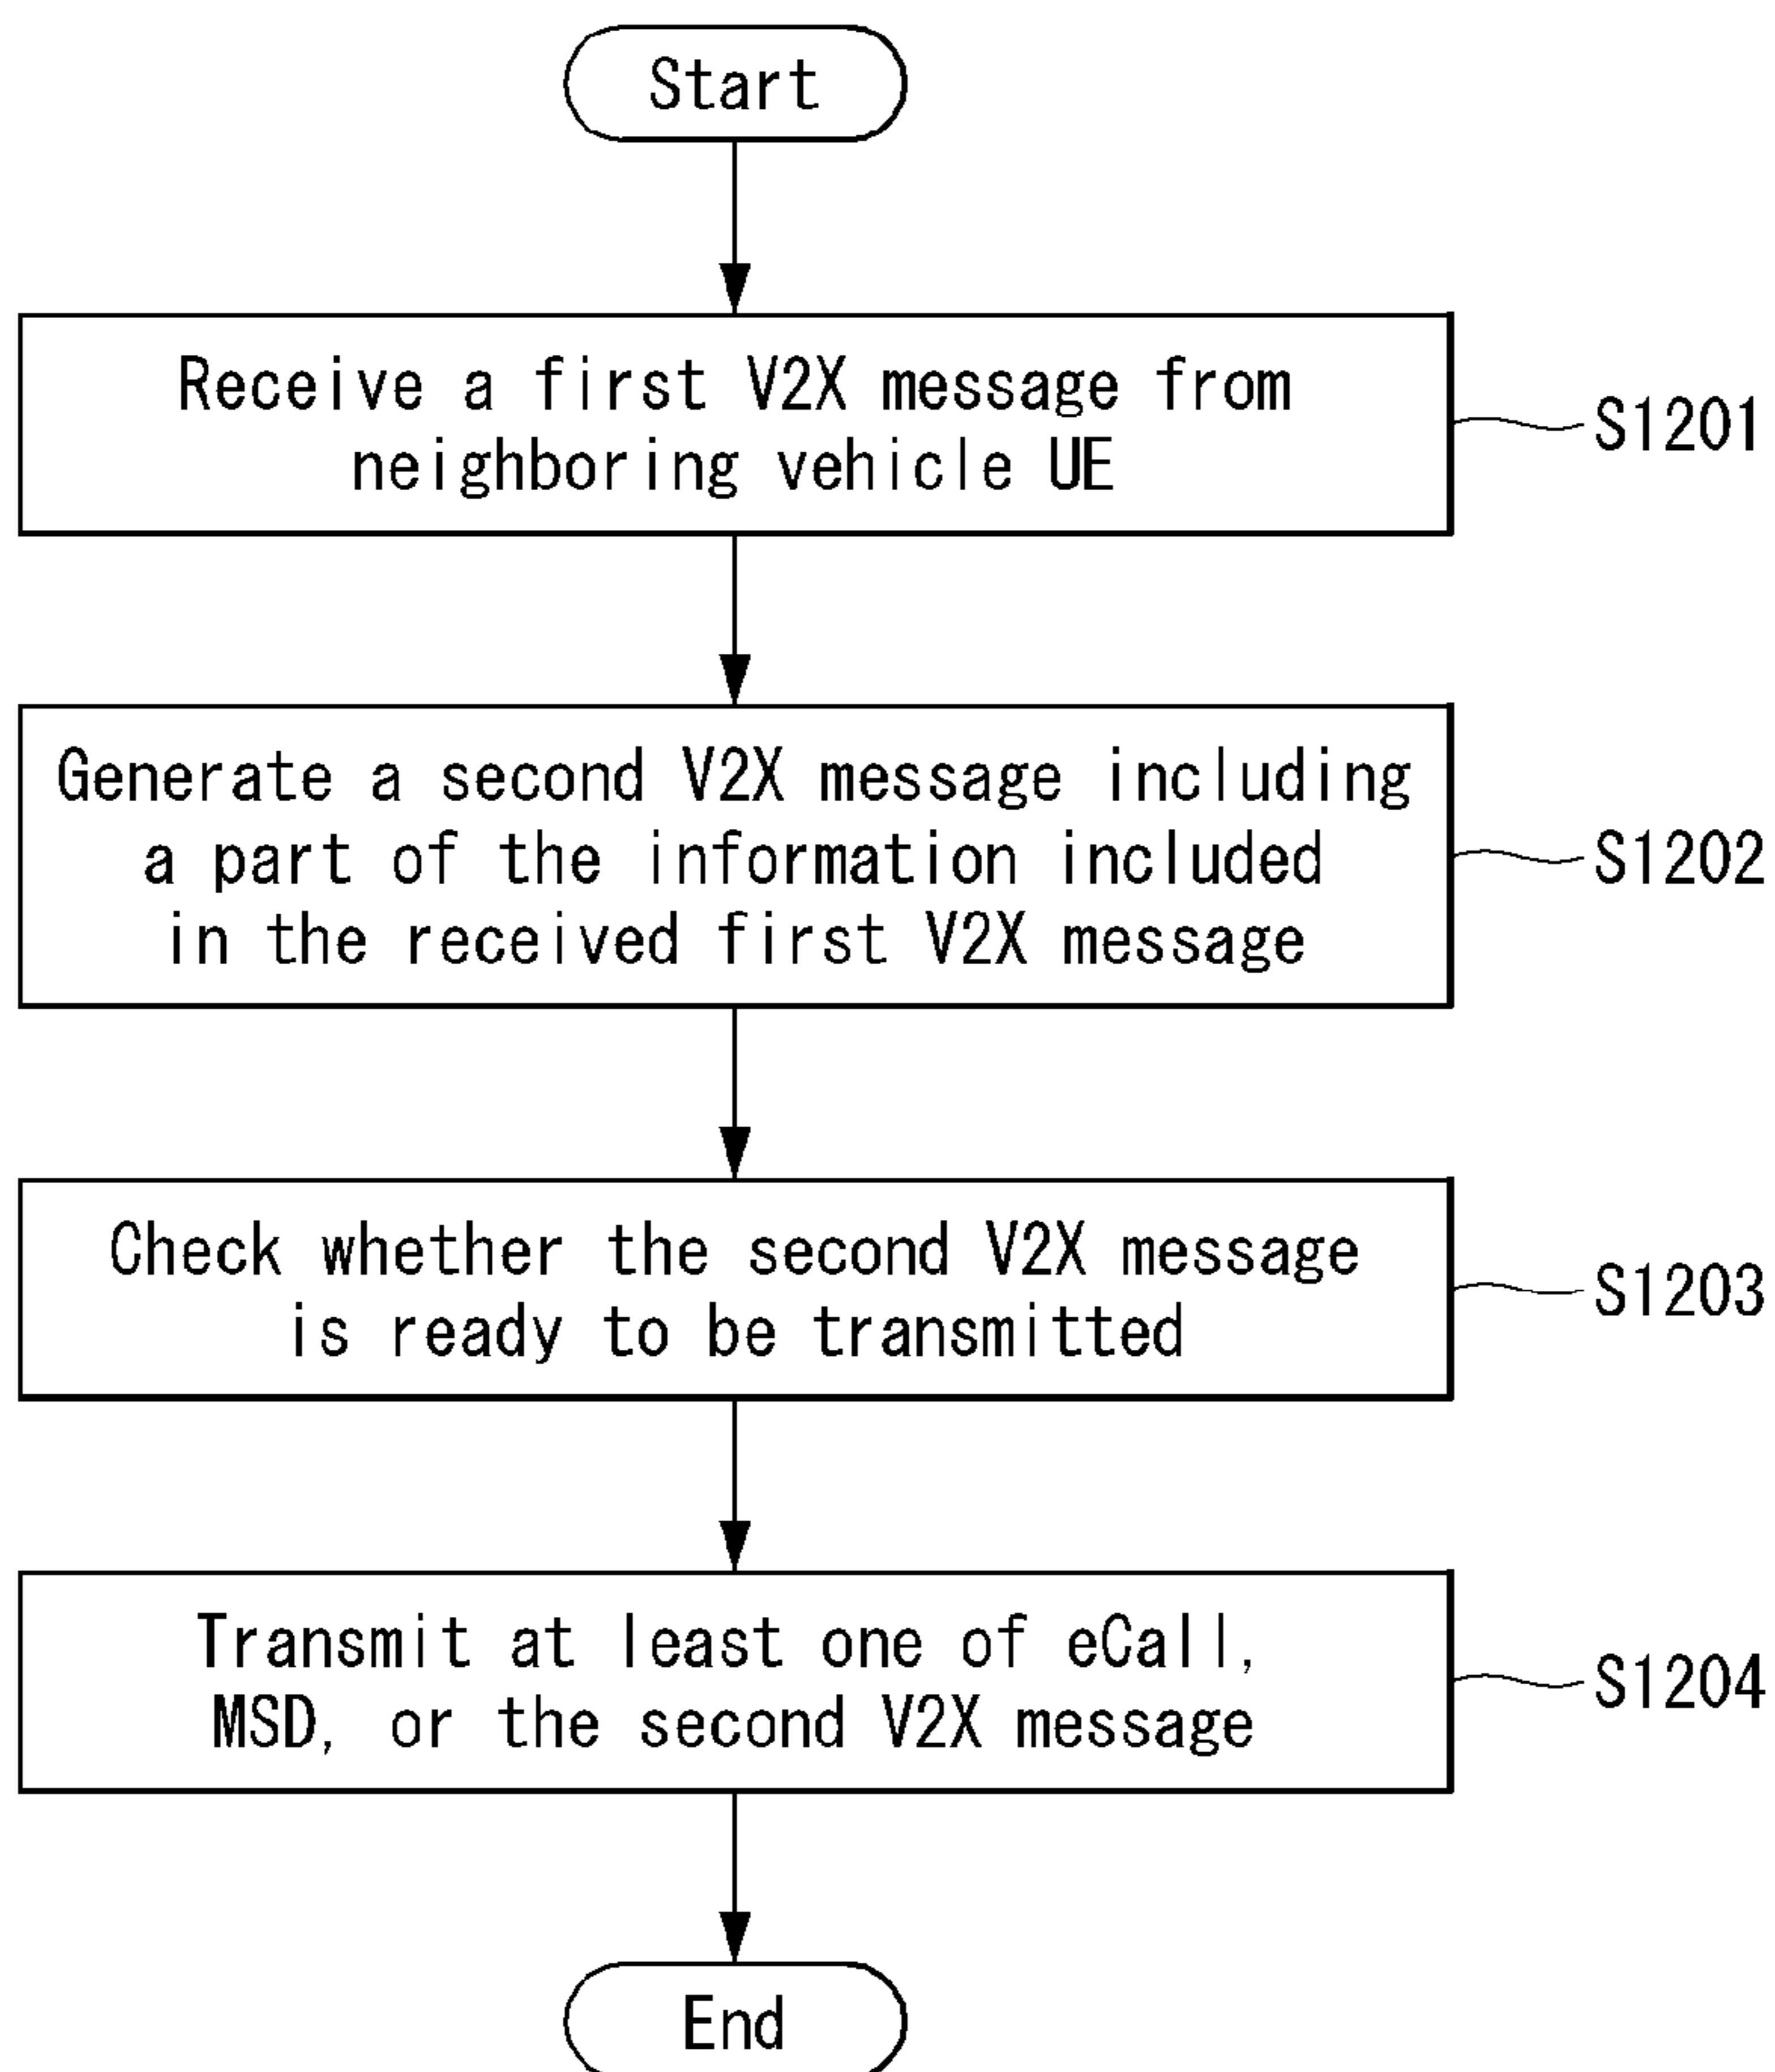 Start
Receive a first V2X message from
neighboring vehicle UE
S1201
Generate a second V2X message including
a part of the information included
in the received first V2X message
S1202
Check whether the second V2X message
is ready to be transmitted
S1203
Transmit at least one of eCall,
MSD, or the second V2X message
S1204
End